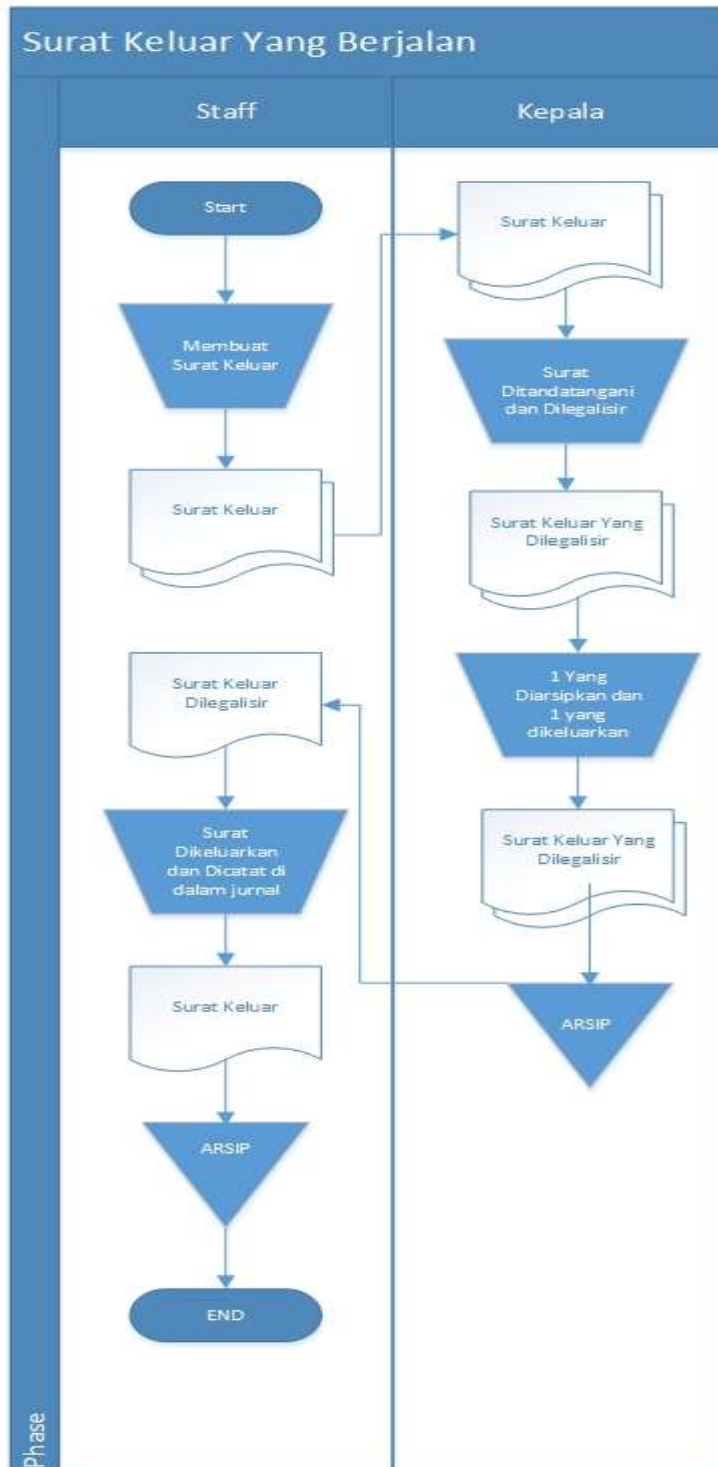 Surat Keluar Yang Berjalan
Staff
Kepala
Start
Membuat
Surat Keluar
Surat Keluar
Surat Keluar
Surat
Ditandatangani
dan Dilegalisir
Surat Keluar Yang
Dilegalisir
1 Yang
Diarsipkan dan
1 yang
dikeluarkan
Surat Keluar Yang
Dilegalisir
ARSIP
Surat Keluar
Dilegalisir
Surat
Dikeluarkan
dan Dicatat di
dalam jurnal
Surat Keluar
ARSIP
END
Phase